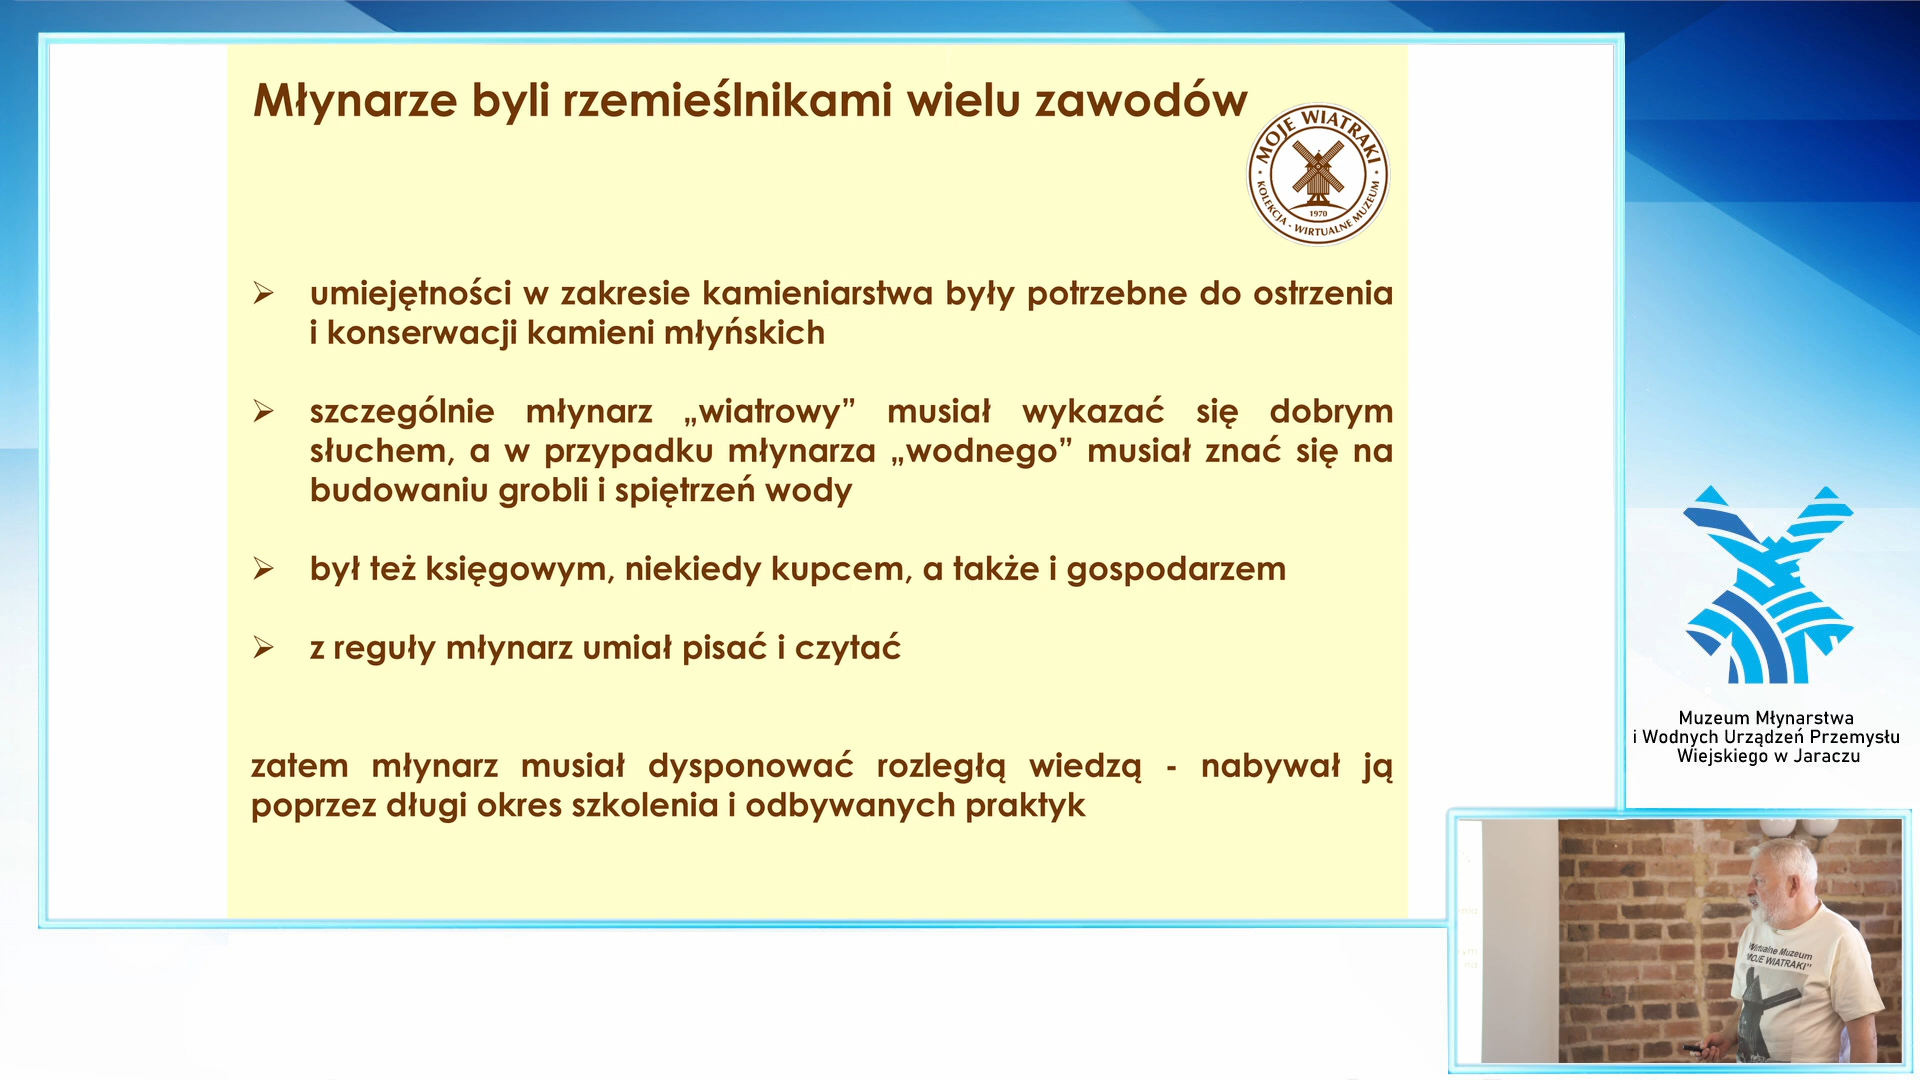 Młynarze byli rzemieślnikami wielu zawodów
MOJE WIATRAKI
1970
KOLEKCJA - WIRTUALNE MUZEUM
➢ umiejętności w zakresie kamieniarstwa były potrzebne do ostrzenia
i konserwacji kamieni młyńskich
➢ szczególnie młynarz „wiatrowy” musiał wykazać się dobrym
słuchem, a w przypadku młynarza „wodnego” musiał znać się na
budowaniu grobli i spiętrzeń wody
➢ był też księgowym, niekiedy kupcem, a także i gospodarzem
➢ z reguły młynarz umiał pisać i czytać
zatem młynarz musiał dysponować rozległą wiedzą - nabywał ją
poprzez długi okres szkolenia i odbywanych praktyk
Muzeum Młynarstwa
i Wodnych Urządzeń Przemysłu
Wiejskiego w Jaraczu
Wirtualne Muzeum
"MOJE WIATRAKI"